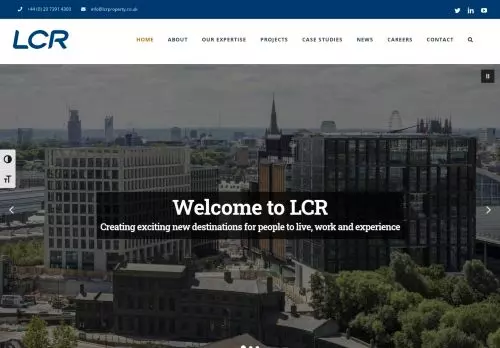 +44 (0) 20 7391 4300 info@lcrproperty.co.uk
LCR
HOME ABOUT OUR EXPERTISE PROJECTS CASE STUDIES NEWS CAREERS CONTACT
Welcome to LCR
Creating exciting new destinations for people to live, work and experience